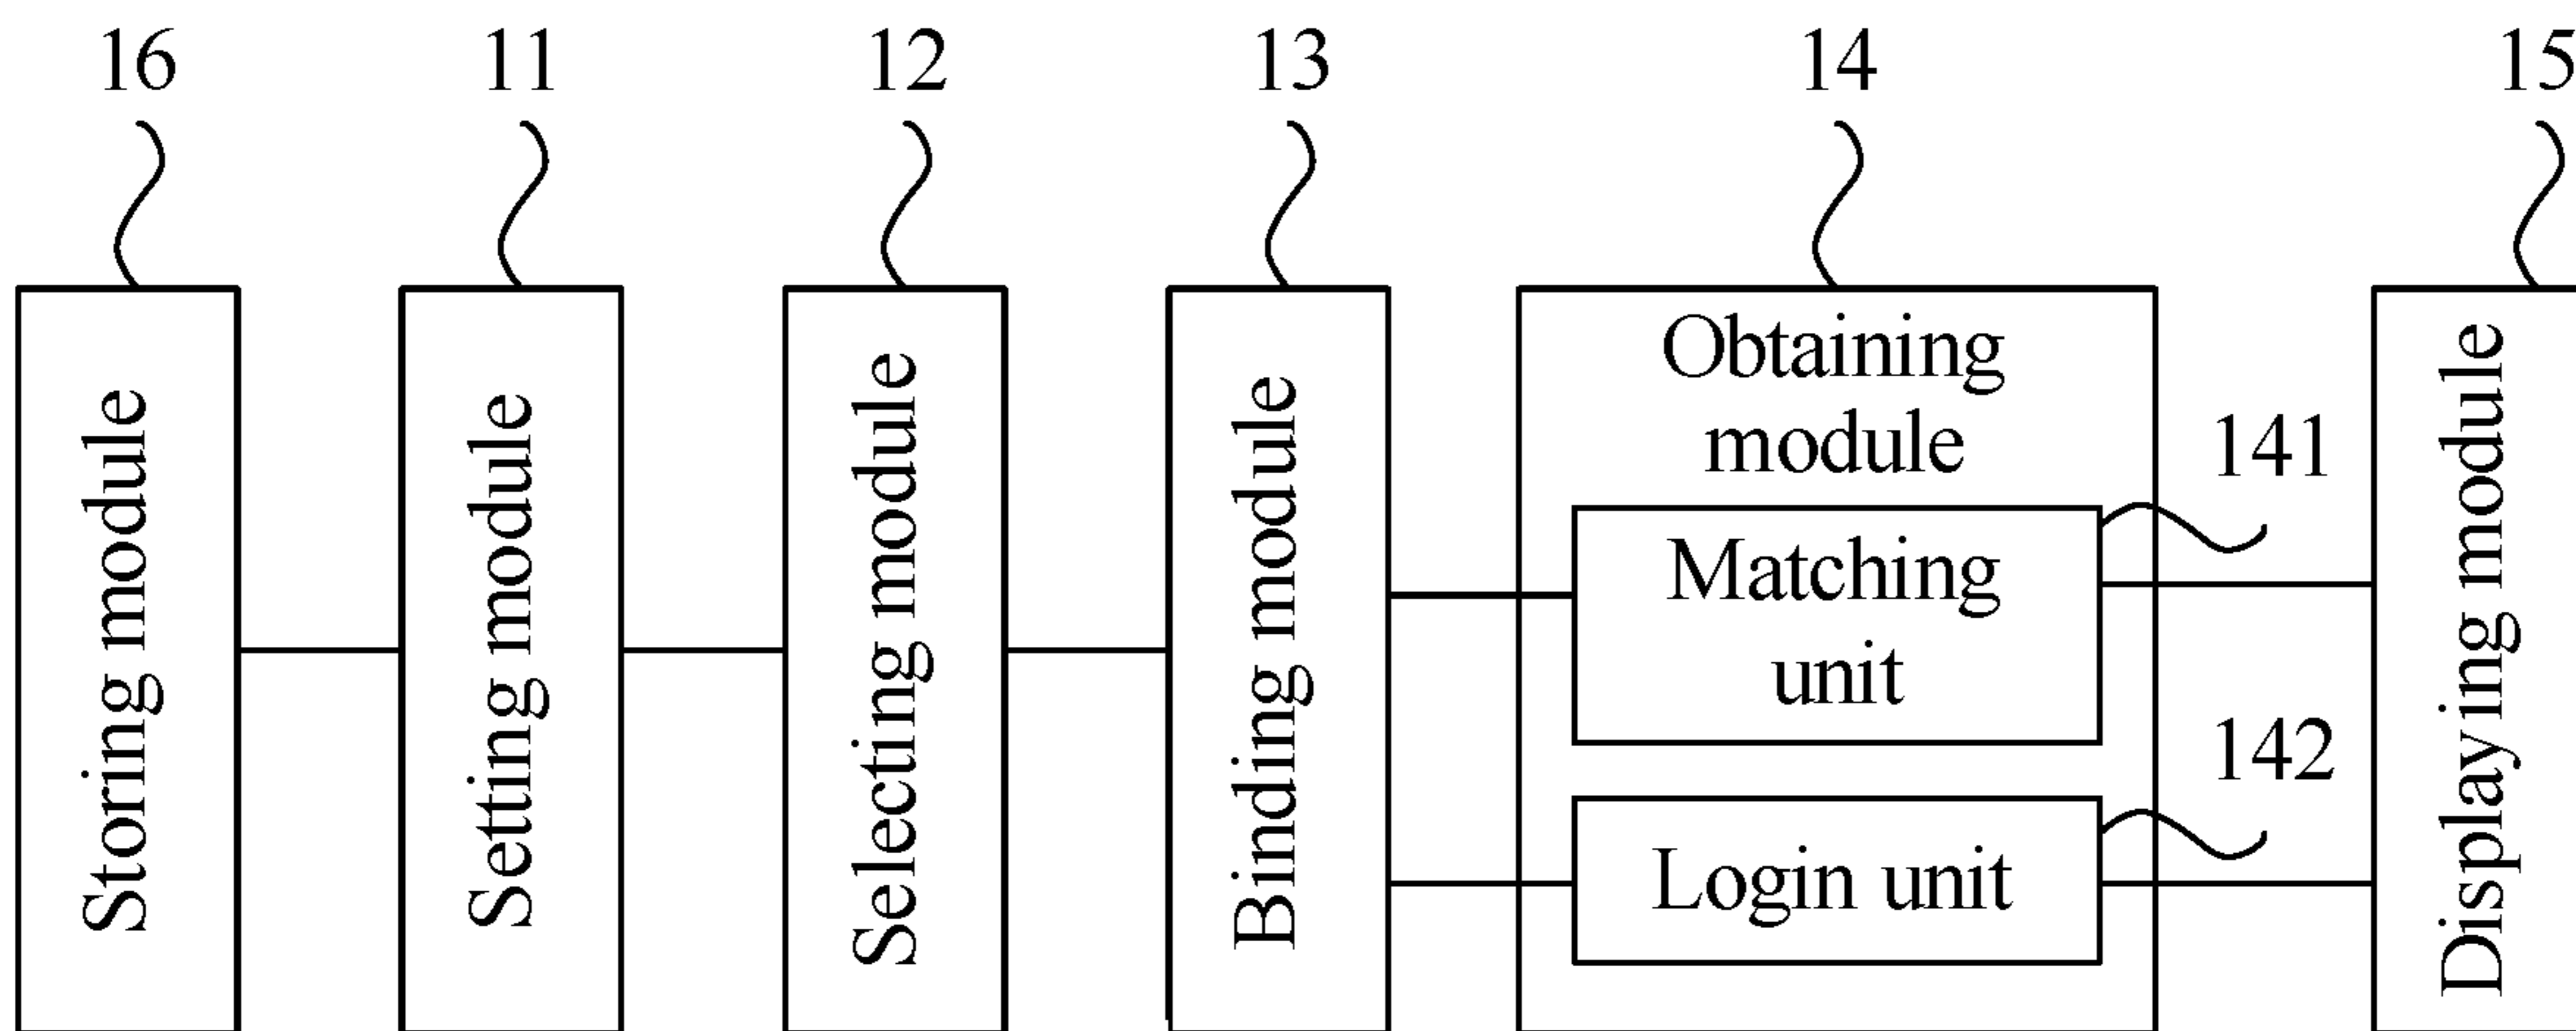 16
11
12
13
14
15
Storing module
Setting module
Selecting module
Binding module
Obtaining
module
141
Matching
unit
142
Login unit
Displaying module